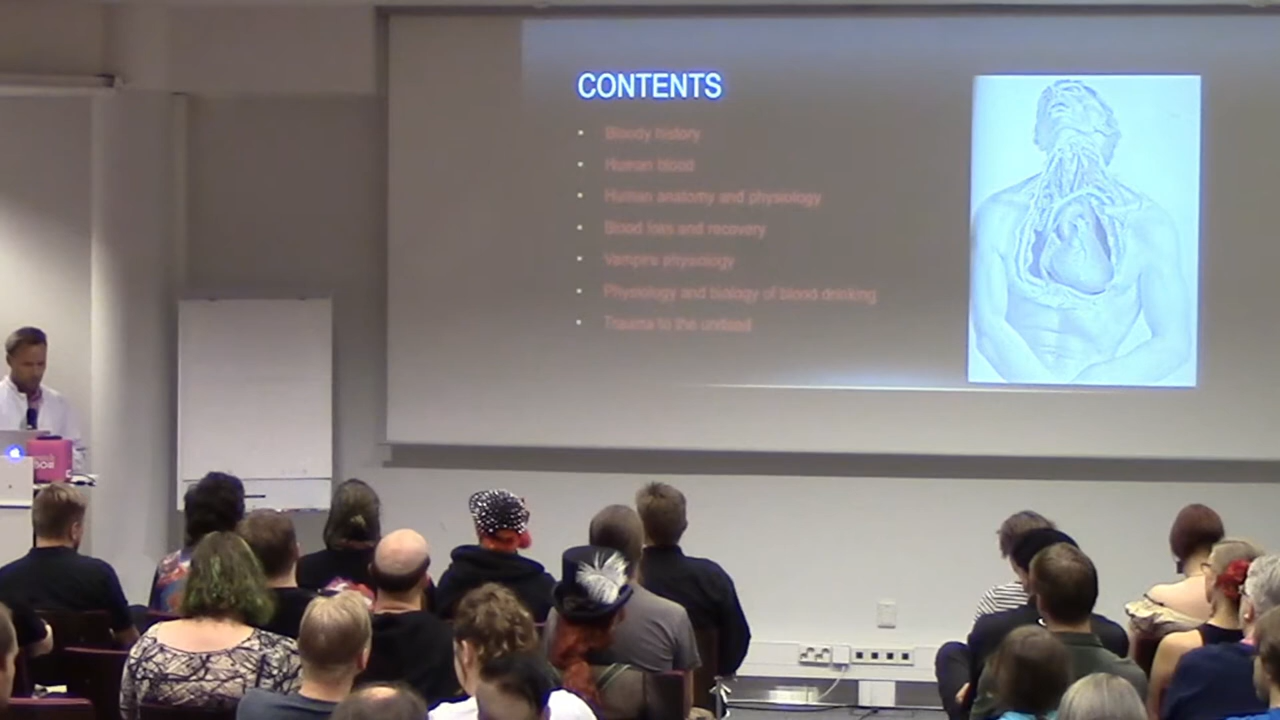 CONTENTS
• Bloody history
• Human blood
• Human anatomy and physiology
• Blood loss and recovery
• Vampire physiology
• Physiology and biology of blood drinking
• Trauma to the undead